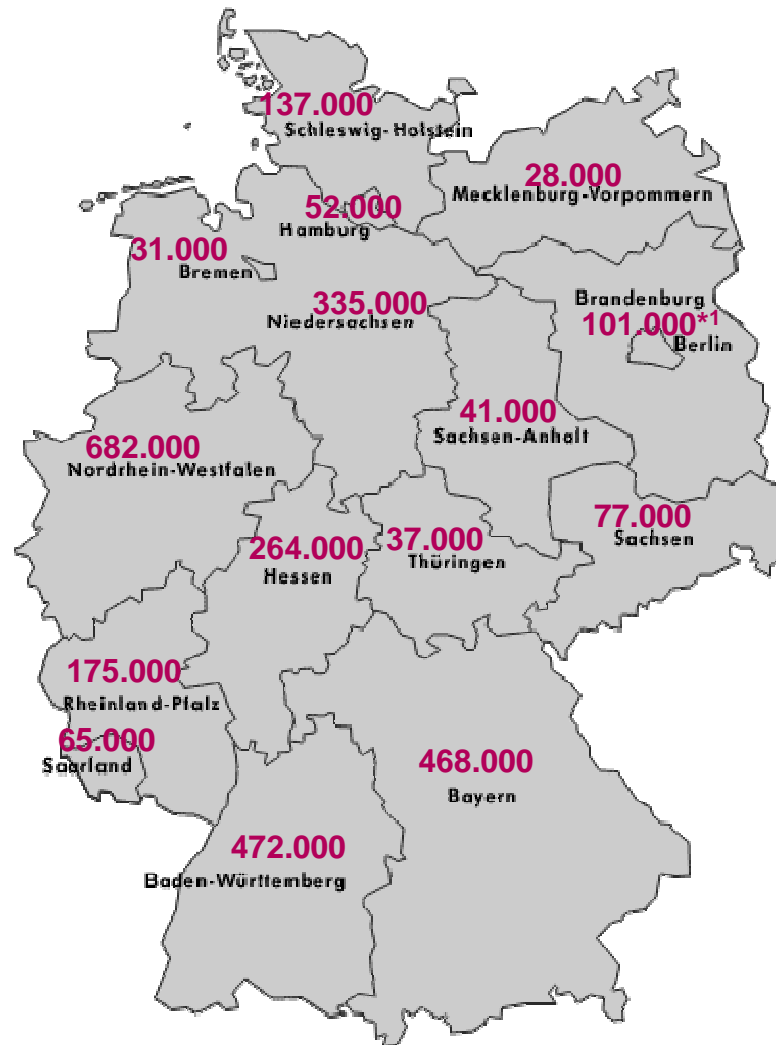 137.000
Schleswig-Holstein
28.000
Mecklenburg-Vorpommern
52.000
Hamburg
31.000
Bremen
335.000
Niedersachsen
Brandenburg
101.000*1
Berlin
41.000
Sachsen-Anhalt
682.000
Nordrhein-Westfalen
77.000
Sachsen
264.000
Hessen
37.000
Thüringen
175.000
Rheinland-Pfalz
65.000
Saarland
468.000
Bayern
472.000
Baden-Württemberg